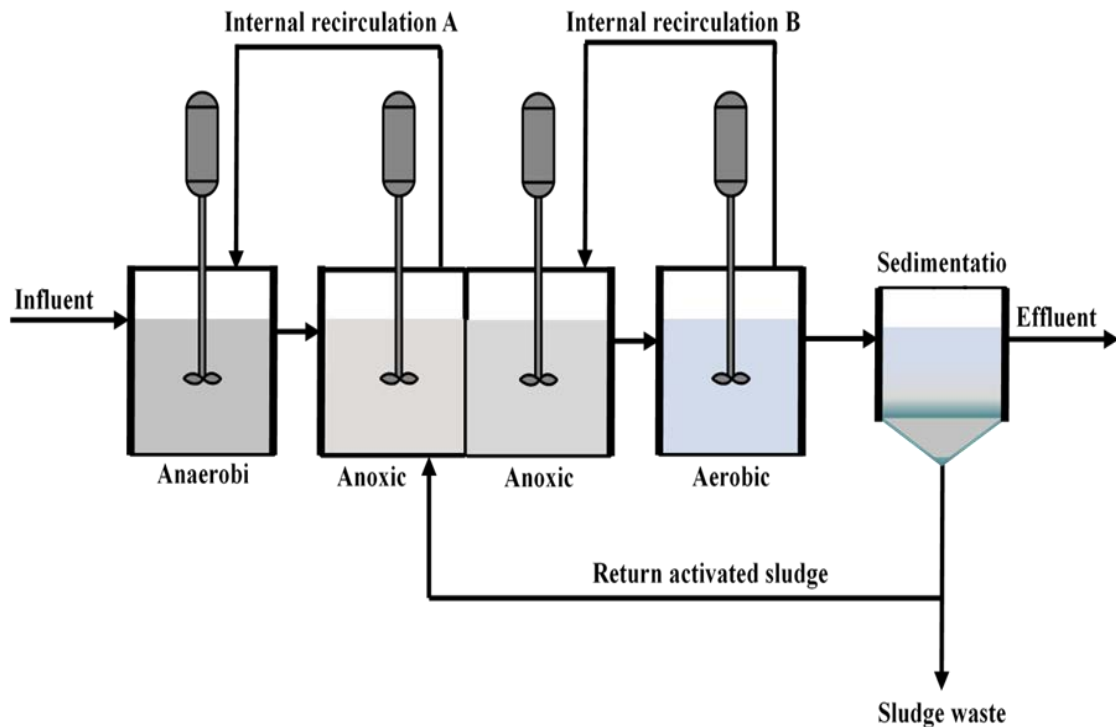 Internal recirculation A
Internal recirculation B
Influent
Sedimentatio
Effluent
Anaerobi
Anoxic
Anoxic
Aerobic
Return activated sludge
Sludge waste